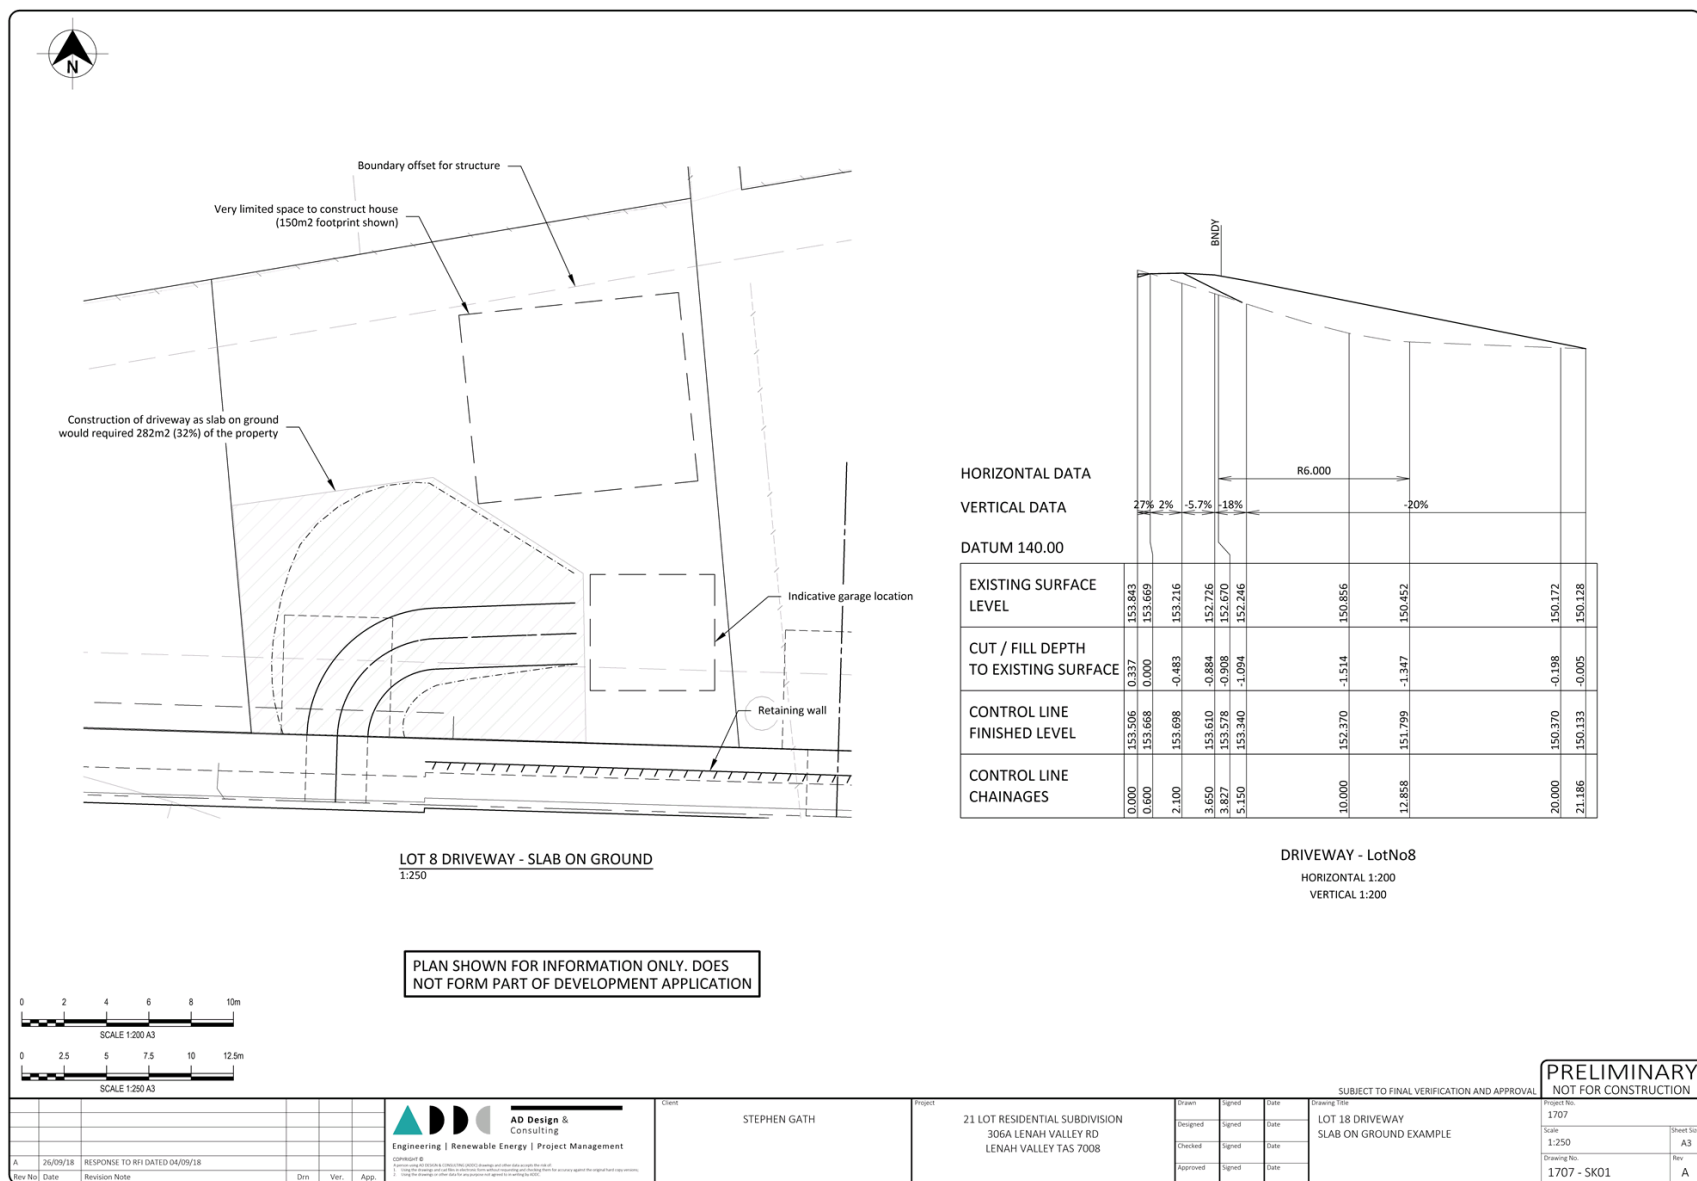 N
Boundary offset for structure
Very limited space to construct house
(150m2 footprint shown)
Construction of driveway as slab on ground
would required 282m2 (32%) of the property
Indicative garage location
Retaining wall
LOT 8 DRIVEWAY - SLAB ON GROUND
1:250
BNDY
HORIZONTAL DATA
R6.000
VERTICAL DATA
27% 2% -5.7% -18% -20%
DATUM 140.00
EXISTING SURFACE
LEVEL
153.843 153.669 153.216 152.726 152.670 152.246 150.856 150.452 150.172 150.128
CUT / FILL DEPTH
TO EXISTING SURFACE
0.337 0.000 -0.483 -0.884 -0.908 -1.094 -1.514 -1.347 -0.198 -0.005
CONTROL LINE
FINISHED LEVEL
153.506 153.668 153.698 153.610 153.578 153.340 152.370 151.799 150.370 150.133
CONTROL LINE
CHAINAGES
0.000 0.600 2.100 3.650 3.827 5.150 10.000 12.858 20.000 21.186
DRIVEWAY - LotNo8
HORIZONTAL 1:200
VERTICAL 1:200
PLAN SHOWN FOR INFORMATION ONLY. DOES
NOT FORM PART OF DEVELOPMENT APPLICATION
0 2 4 6 8 10m
SCALE 1:200 A3
0 2.5 5 7.5 10 12.5m
SCALE 1:250 A3
SUBJECT TO FINAL VERIFICATION AND APPROVAL
PRELIMINARY
NOT FOR CONSTRUCTION
A 26/09/18 RESPONSE TO RFI DATED 04/09/18
Rev No Date Revision Note Drn Ver. App.
AD Design &
Consulting
Engineering | Renewable Energy | Project Management
COPYRIGHT ©
Client
STEPHEN GATH
Project
21 LOT RESIDENTIAL SUBDIVISION
306A LENAH VALLEY RD
LENAH VALLEY TAS 7008
Drawn Signed Date
Designed Signed Date
Checked Signed Date
Approved Signed Date
Drawing Title
LOT 18 DRIVEWAY
SLAB ON GROUND EXAMPLE
Project No.
1707
Scale
1:250
Sheet Siz
A3
Drawing No.
1707 - SK01
Rev
A